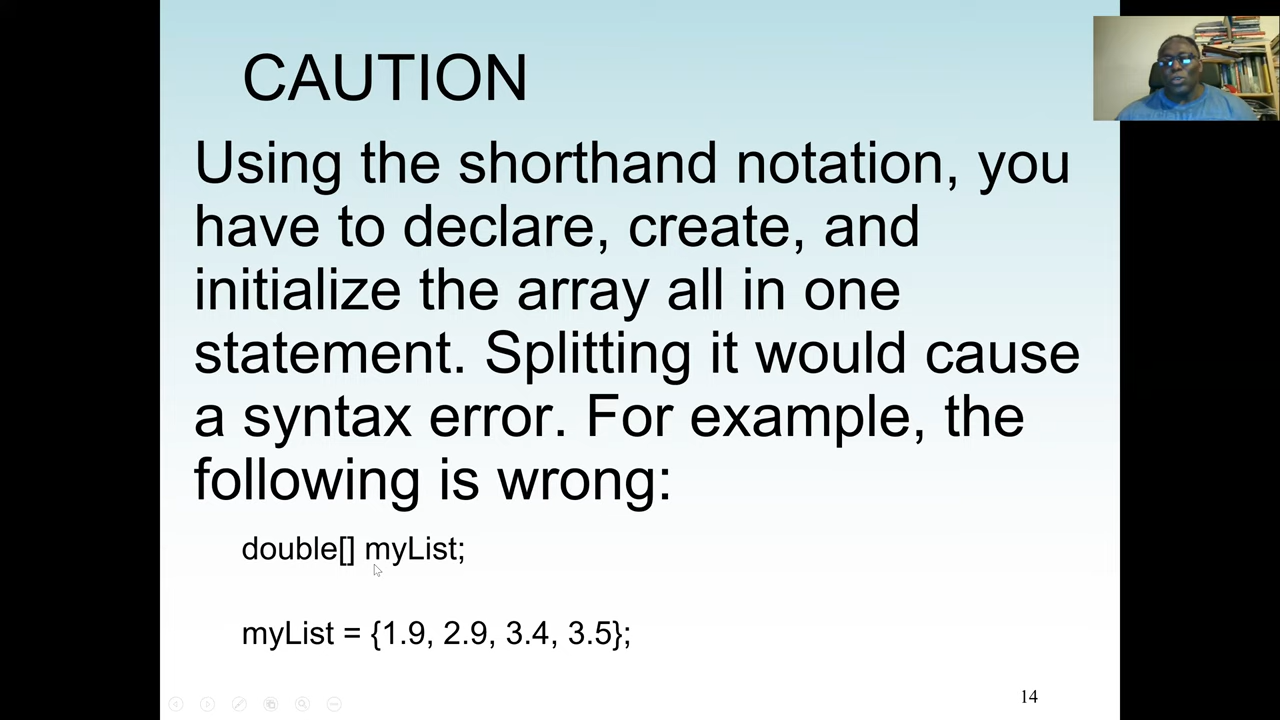 CAUTION
Using the shorthand notation, you
have to declare, create, and
initialize the array all in one
statement. Splitting it would cause
a syntax error. For example, the
following is wrong:
double[] myList;
myList = {1.9, 2.9, 3.4, 3.5};
14